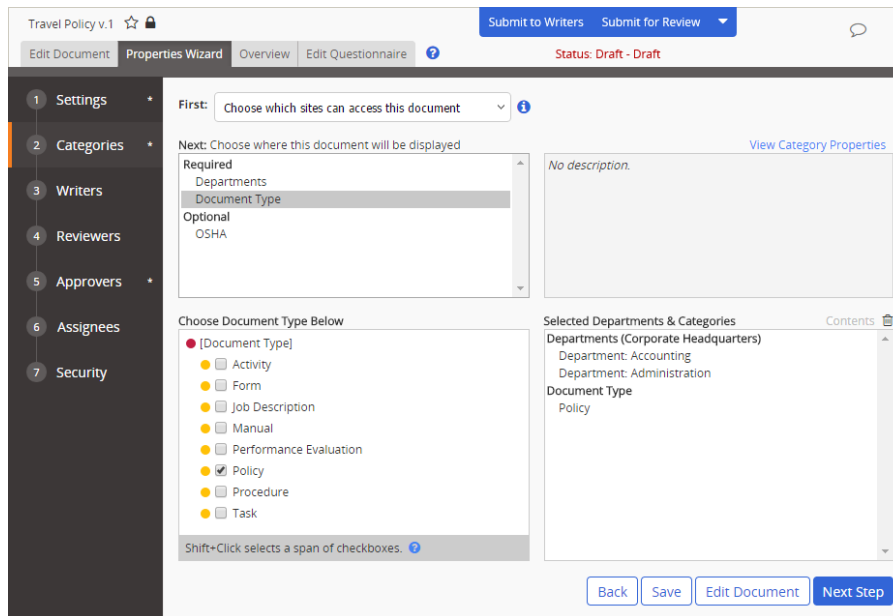 Travel Policy v.1
Submit to Writers Submit for Review
Edit Document Properties Wizard Overview Edit Questionnaire ?
Status: Draft - Draft
1 Settings *
2 Categories *
3 Writers
4 Reviewers
5 Approvers *
6 Assignees
7 Security
First: Choose which sites can access this document i
Next: Choose where this document will be displayed
View Category Properties
Required
Departments
Document Type
Optional
OSHA
No description.
Choose Document Type Below
[Document Type]
Activity
Form
Job Description
Manual
Performance Evaluation
Policy
Procedure
Task
Shift+Click selects a span of checkboxes. ?
Selected Departments & Categories Contents
Departments (Corporate Headquarters)
Department: Accounting
Department: Administration
Document Type
Policy
Back Save Edit Document Next Step